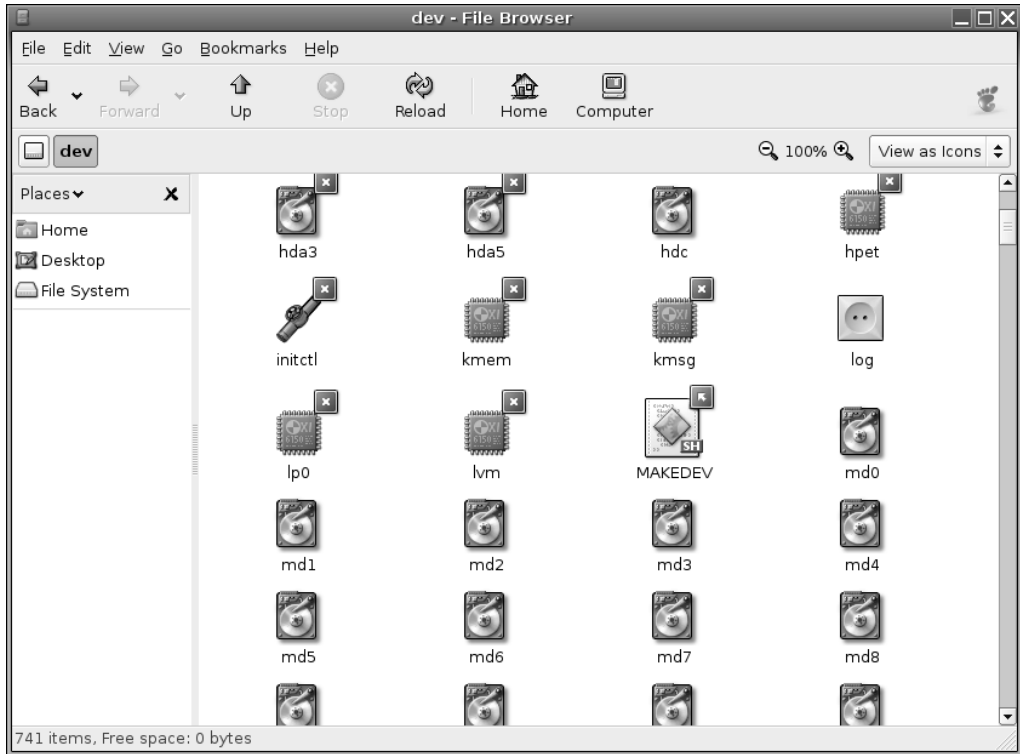 dev - File Browser
File Edit View Go Bookmarks Help
Back Forward Up Stop Reload Home Computer
dev 100% View as Icons
Places
Home
Desktop
File System
hda3 hda5 hdc hpet
initctl kmem kmsg log
lp0 lvm MAKEDEV md0
SH
md1 md2 md3 md4
md5 md6 md7 md8
741 items, Free space: 0 bytes